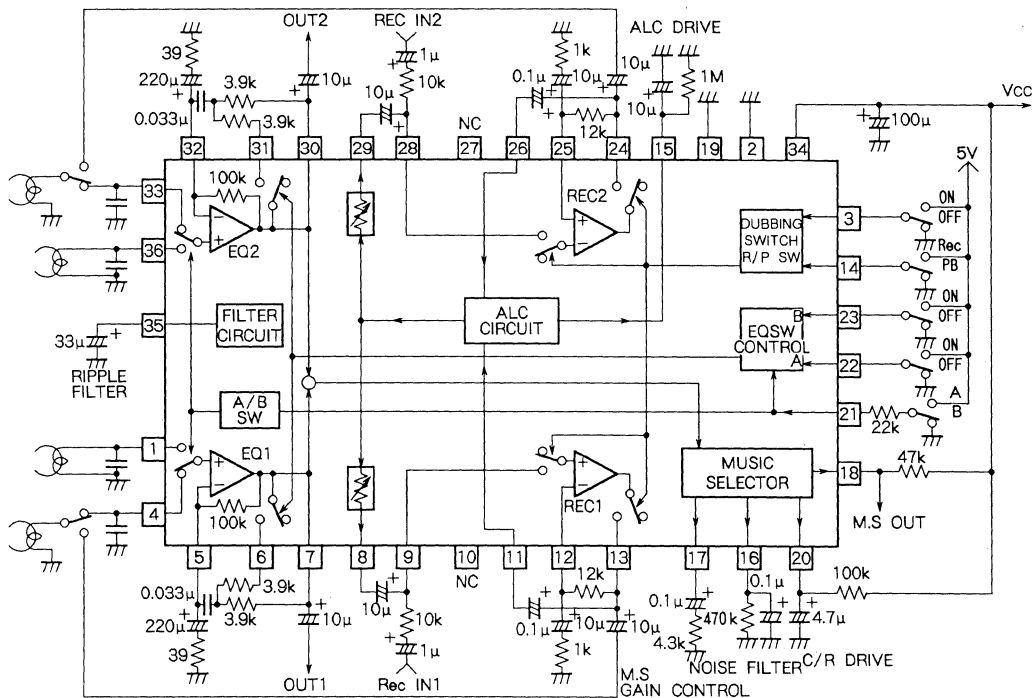 OUT2 REC IN2 ALC DRIVE
39 1μ 1k 10μ
220μ + 3.9k + 10μ + 10k 0.1μ 10μ + 10μ 1M Vcc
0.033μ 3.9k 10μ + 12k + 100μ
NC
32 31 30 29 28 27 26 25 24 15 19 2 34
5V
33 100k REC2 ON
OFF
3
DUBBING
SWITCH
R/P SW
Rec
PB
14
36 EQ2
35 FILTER
CIRCUIT
ALC
CIRCUIT
B
EQSW
CONTROL
A
23 ON
OFF
22 ON
OFF
33μ +
RIPPLE
FILTER
A/B
SW
21 22k A
B
1 EQ1
MUSIC
SELECTOR
18 47k
M.S OUT
4 100k REC1
5 6 7 8 9 10 11 12 13 17 16 20
NC
0.033μ 3.9k 12k 0.1μ 100k
220μ + 3.9k + 10μ 10μ + 10k 0.1μ + 10μ + 10μ 0.1μ + 470k + 4.7μ
39 1μ 1k 4.3k
NOISE FILTER C/R DRIVE
OUT1 Rec IN1 M.S
GAIN CONTROL